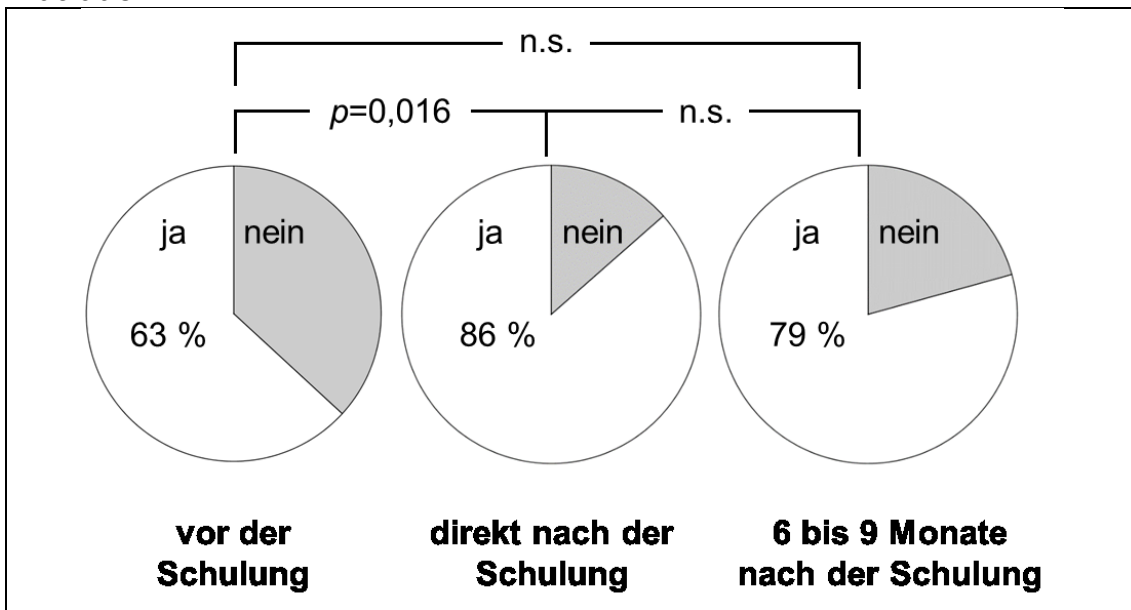 n.s.
p=0,016
n.s.
ja nein
63 %
ja nein
86 %
ja nein
79 %
vor der
Schulung
direkt nach der
Schulung
6 bis 9 Monate
nach der Schulung